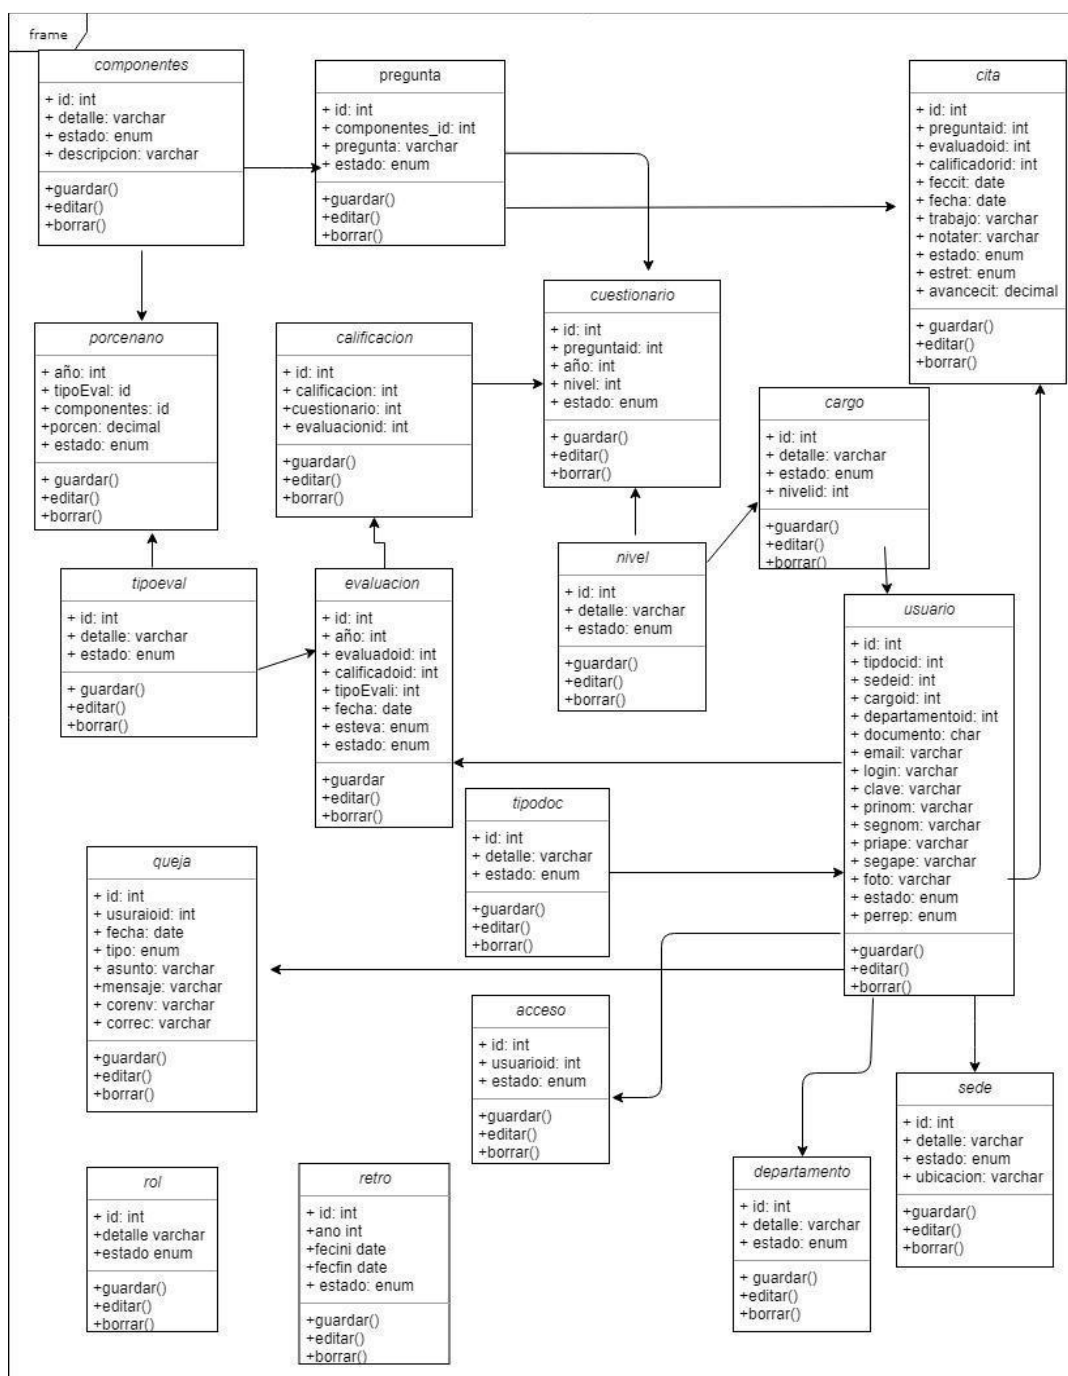 frame
componentes
+ id: int
+ detalle: varchar
+ estado: enum
+ descripcion: varchar
+guardar()
+editar()
+borrar()
pregunta
+ id: int
+ componentes_id: int
+ pregunta: varchar
+ estado: enum
+guardar()
+editar()
+borrar()
cita
+ id: int
+ preguntaid: int
+ evaluadoid: int
+ calificadorid: int
+ feccit: date
+ fecha: date
+ trabajo: varchar
+ notater: varchar
+ estado: enum
+ estret: enum
+ avancecit: decimal
+ guardar()
+editar()
+borrar()
porcenano
+ año: int
+ tipoEval: id
+ componentes: id
+porcen: decimal
+ estado: enum
+ guardar()
+editar()
+borrar()
calificacion
+ id: int
+ calificacion: int
+cuestionario: int
+ evaluacionid: int
+guardar()
+editar()
+borrar()
cuestionario
+ id: int
+ preguntaid: int
+ año: int
+ nivel: int
+ estado: enum
+ guardar()
+editar()
+borrar()
cargo
+ id: int
+ detalle: varchar
+ estado: enum
+ nivelid: int
+guardar()
+editar()
+borrar()
tipoeval
+ id: int
+ detalle: varchar
+ estado: enum
+ guardar()
+editar()
+borrar()
evaluacion
+ id: int
+ año: int
+ evaluadoid: int
+ calificadoid: int
+ tipoEvali: int
+ fecha: date
+ esteva: enum
+ estado: enum
+guardar
+editar()
+borrar()
nivel
+ id: int
+ detalle: varchar
+ estado: enum
+guardar()
+editar()
+borrar()
usuario
+ id: int
+ tipdocid: int
+ sedeid: int
+ cargoid: int
+ departamentoid: int
+ documento: char
+ email: varchar
+ login: varchar
+ clave: varchar
+ prinom: varchar
+ segnom: varchar
+ priape: varchar
+ segape: varchar
+ foto: varchar
+ estado: enum
+ perrep: enum
+guardar()
+editar()
+borrar()
tipodoc
+ id: int
+ detalle: varchar
+ estado: enum
+guardar()
+editar()
+borrar()
queja
+ id: int
+ usuraioid: int
+ fecha: date
+ tipo: enum
+ asunto: varchar
+mensaje: varchar
+ corenv: varchar
+ correc: varchar
+guardar()
+editar()
+borrar()
acceso
+ id: int
+ usuarioid: int
+ estado: enum
+guardar()
+editar()
+borrar()
sede
+ id: int
+ detalle: varchar
+ estado: enum
+ ubicacion: varchar
+guardar()
+editar()
+borrar()
departamento
+ id: int
+ detalle: varchar
+ estado: enum
+ guardar()
+editar()
+borrar()
rol
+ id: int
+detalle varchar
+estado enum
+guardar()
+editar()
+borrar()
retro
+ id: int
+ano int
+fecini date
+fecfin date
+ estado: enum
+guardar()
+editar()
+borrar()